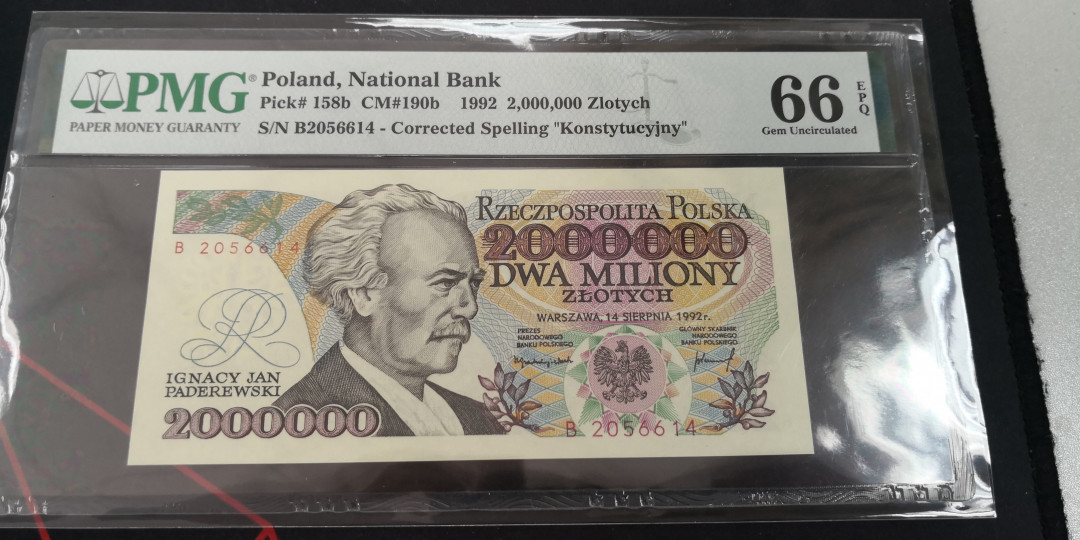 PMG®
PAPER MONEY GUARANTY
Poland, National Bank
Pick# 158b CM#190b 1992 2,000,000 Zlotych
S/N B2056614 - Corrected Spelling "Konstytucyjny"
66
EPQ
Gem Uncirculated
B 2056614
RZECZPOSPOLITA POLSKA
2000000
DWA MILIONY
ZŁOTYCH
WARSZAWA, 14 SIERPNIA 1992r.
PREZES
NARODOWEGO
BANKU POLSKIEGO
GŁÓWNY SKARBNIK
NARODOWEGO
BANKU POLSKIEGO
IGNACY JAN
PADEREWSKI
2000000
B 2056614